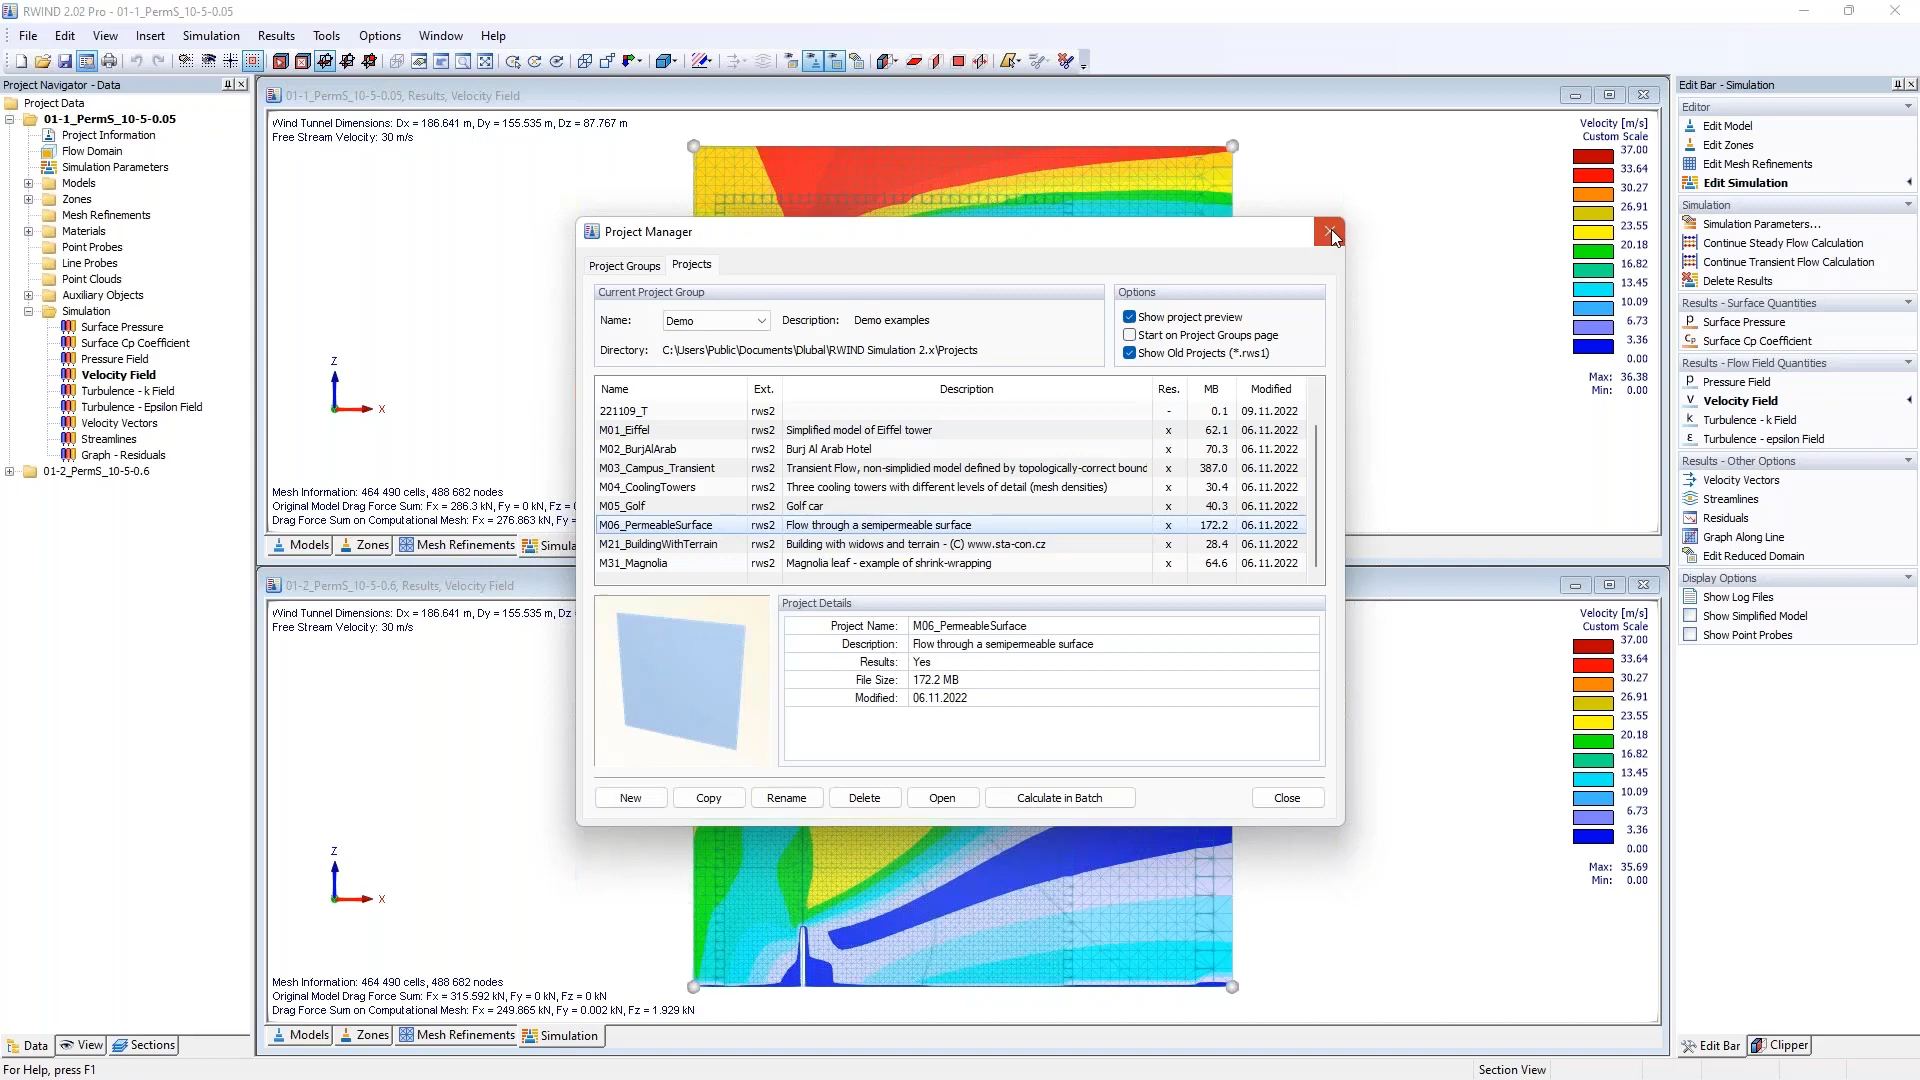 RWIND 2.02 Pro - 01-1_PermS_10-5-0.05
File Edit View Insert Simulation Results Tools Options Window Help
Project Navigator - Data
Project Data
01-1_PermS_10-5-0.05
Project Information
Flow Domain
Simulation Parameters
Models
Zones
Mesh Refinements
Materials
Point Probes
Line Probes
Point Clouds
Auxiliary Objects
Simulation
Surface Pressure
Surface Cp Coefficient
Pressure Field
Velocity Field
Turbulence - k Field
Turbulence - Epsilon Field
Velocity Vectors
Streamlines
Graph - Residuals
01-2_PermS_10-5-0.6
Data View Sections
For Help, press F1
01-1_PermS_10-5-0.05, Results, Velocity Field
Wind Tunnel Dimensions: Dx = 186.641 m, Dy = 155.535 m, Dz = 87.767 m
Free Stream Velocity: 30 m/s
Z
X
Mesh Information: 464 490 cells, 488 682 nodes
Original Model Drag Force Sum: Fx = 286.3 kN, Fy = 0 kN, Fz =
Drag Force Sum on Computational Mesh: Fx = 276.863 kN, Fy =
Models Zones Mesh Refinements Simula
Velocity [m/s]
Custom Scale
37.00
33.64
30.27
26.91
23.55
20.18
16.82
13.45
10.09
6.73
3.36
0.00
Max: 36.38
Min: 0.00
01-2_PermS_10-5-0.6, Results, Velocity Field
Wind Tunnel Dimensions: Dx = 186.641 m, Dy = 155.535 m, Dz
Free Stream Velocity: 30 m/s
Z
X
Mesh Information: 464 490 cells, 488 682 nodes
Original Model Drag Force Sum: Fx = 315.592 kN, Fy = 0 kN, Fz = 0 kN
Drag Force Sum on Computational Mesh: Fx = 249.865 kN, Fy = 0.002 kN, Fz = 1.929 kN
Models Zones Mesh Refinements Simulation
Velocity [m/s]
Custom Scale
37.00
33.64
30.27
26.91
23.55
20.18
16.82
13.45
10.09
6.73
3.36
0.00
Max: 35.69
Min: 0.00
Project Manager
Project Groups Projects
Current Project Group
Name: Demo Description: Demo examples
Directory: C:\Users\Public\Documents\Dlubal\RWIND Simulation 2.x\Projects
Options
Show project preview
Start on Project Groups page
Show Old Projects (*.rws1)
Name Ext. Description Res. MB Modified
221109_T rws2 - 0.1 09.11.2022
M01_Eiffel rws2 Simplified model of Eiffel tower x 62.1 06.11.2022
M02_BurjAlArab rws2 Burj Al Arab Hotel x 70.3 06.11.2022
M03_Campus_Transient rws2 Transient Flow, non-simplidied model defined by topologically-correct bound x 387.0 06.11.2022
M04_CoolingTowers rws2 Three cooling towers with different levels of detail (mesh densities) x 30.4 06.11.2022
M05_Golf rws2 Golf car x 40.3 06.11.2022
M06_PermeableSurface rws2 Flow through a semipermeable surface x 172.2 06.11.2022
M21_BuildingWithTerrain rws2 Building with widows and terrain - (C) www.sta-con.cz x 28.4 06.11.2022
M31_Magnolia rws2 Magnolia leaf - example of shrink-wrapping x 64.6 06.11.2022
Project Details
Project Name: M06_PermeableSurface
Description: Flow through a semipermeable surface
Results: Yes
File Size: 172.2 MB
Modified: 06.11.2022
New Copy Rename Delete Open Calculate in Batch Close
Edit Bar - Simulation
Editor
Edit Model
Edit Zones
Edit Mesh Refinements
Edit Simulation
Simulation
Simulation Parameters...
Continue Steady Flow Calculation
Continue Transient Flow Calculation
Delete Results
Results - Surface Quantities
P Surface Pressure
Cp Surface Cp Coefficient
Results - Flow Field Quantities
P Pressure Field
V Velocity Field
K Turbulence - k Field
ε Turbulence - epsilon Field
Results - Other Options
Velocity Vectors
Streamlines
Residuals
Graph Along Line
Edit Reduced Domain
Display Options
Show Log Files
Show Simplified Model
Show Point Probes
Edit Bar Clipper
Section View